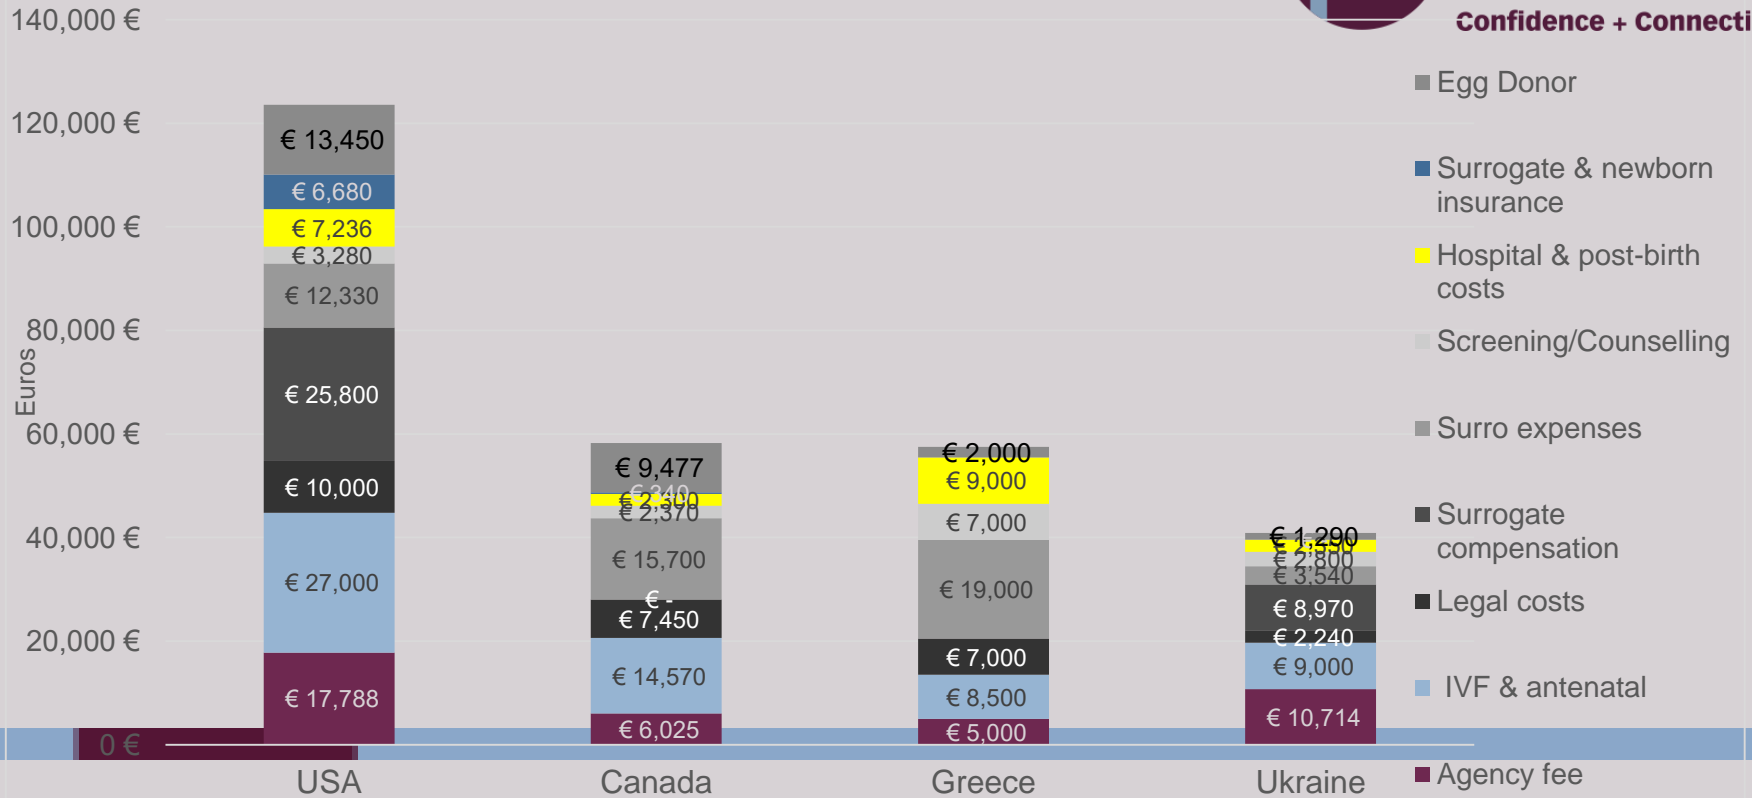 Confidence + Connecti
140,000 €
120,000 €
100,000 €
80,000 €
60,000 €
40,000 €
20,000 €
0 €
Euros
€ 13,450
€ 6,680
€ 7,236
€ 3,280
€ 12,330
€ 25,800
€ 10,000
€ 27,000
€ 17,788
USA
€ 9,477
€ 340
€ 2,300
€ 2,370
€ 15,700
€ -
€ 7,450
€ 14,570
€ 6,025
Canada
€ 2,000
€ 9,000
€ 7,000
€ 19,000
€ 7,000
€ 8,500
€ 5,000
Greece
€ 1,290
€ 2,800
€ 3,540
€ 8,970
€ 2,240
€ 9,000
€ 10,714
Ukraine
Egg Donor
Surrogate & newborn
insurance
Hospital & post-birth
costs
Screening/Counselling
Surro expenses
Surrogate
compensation
Legal costs
IVF & antenatal
Agency fee